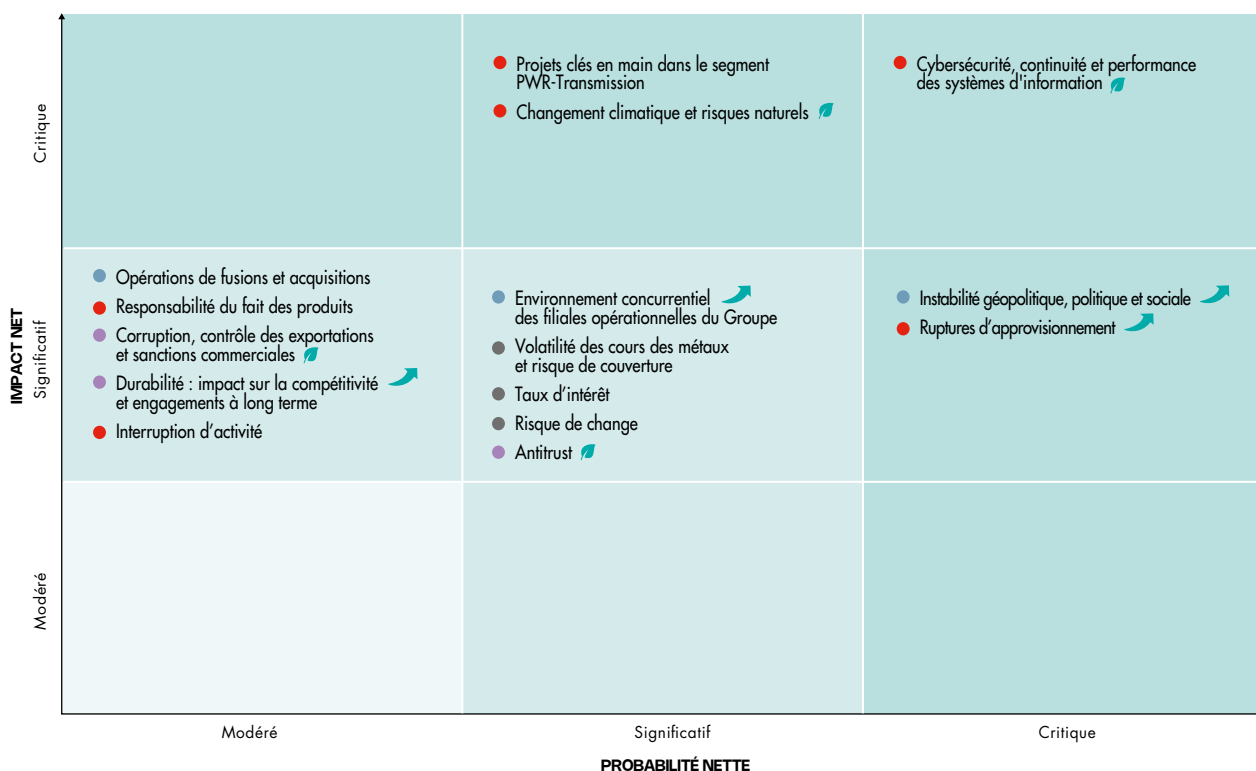 IMPACT NET
Critique
Significatif
Modéré
Projets clés en main dans le segment
PWR-Transmission
Changement climatique et risques naturels
Cybersécurité, continuité et performance
des systèmes d'information
Opérations de fusions et acquisitions
Responsabilité du fait des produits
Corruption, contrôle des exportations
et sanctions commerciales
Durabilité : impact sur la compétitivité
et engagements à long terme
Interruption d’activité
Environnement concurrentiel
des filiales opérationnelles du Groupe
Volatilité des cours des métaux
et risque de couverture
Taux d’intérêt
Risque de change
Antitrust
Instabilité géopolitique, politique et sociale
Ruptures d’approvisionnement
Modéré
Significatif
Critique
PROBABILITÉ NETTE